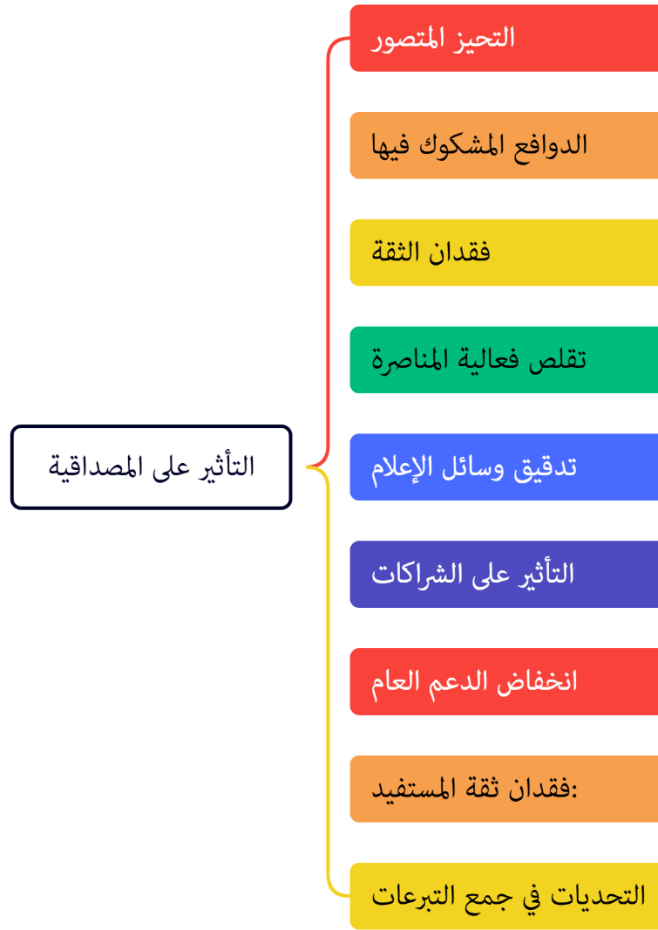 التحيز المتصور
الدوافع المشكوك فيها
فقدان الثقة
تقلص فعالية المناصرة
التأثير على المصداقية
تدقيق وسائل الإعلام
التأثير على الشراكات
انخفاض الدعم العام
فقدان ثقة المستفيد:
التحديات في جمع التبرعات